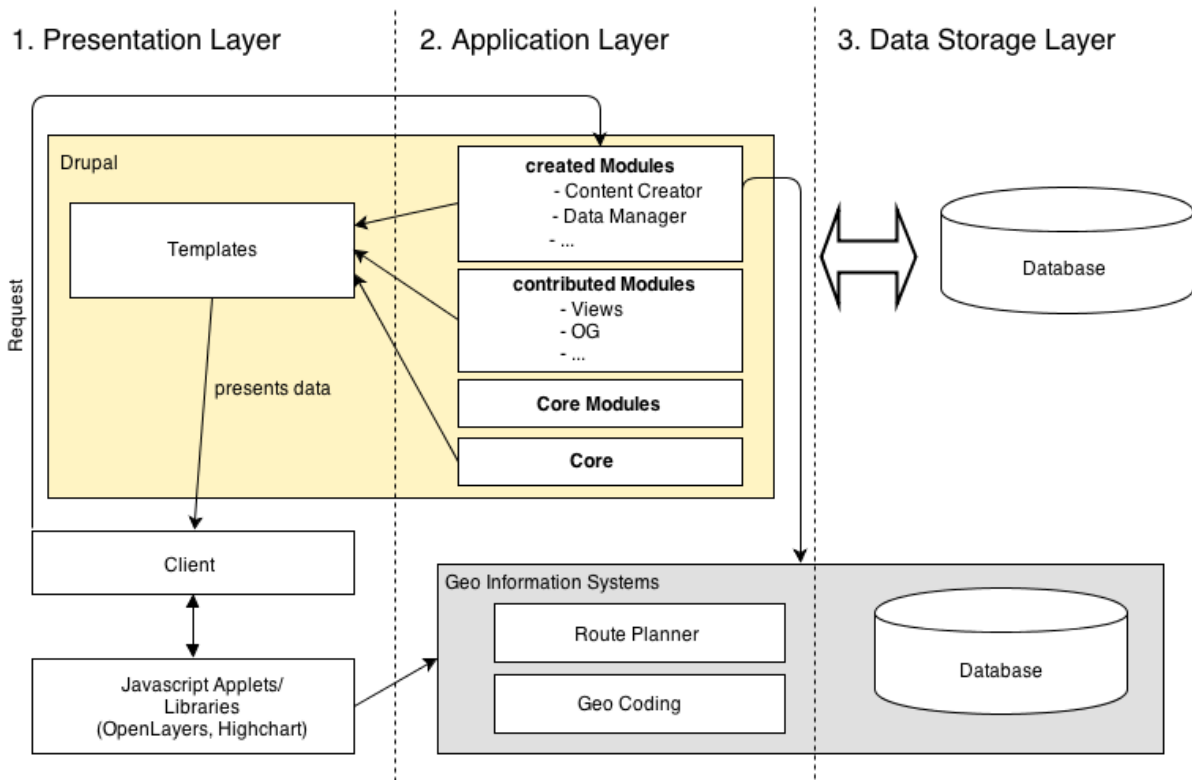 1. Presentation Layer
2. Application Layer
3. Data Storage Layer
Request
Drupal
Templates
presents data
created Modules
- Content Creator
- Data Manager
- ...
contributed Modules
- Views
- OG
- ...
Core Modules
Core
Database
Client
Javascript Applets/
Libraries
(OpenLayers, Highchart)
Geo Information Systems
Route Planner
Geo Coding
Database